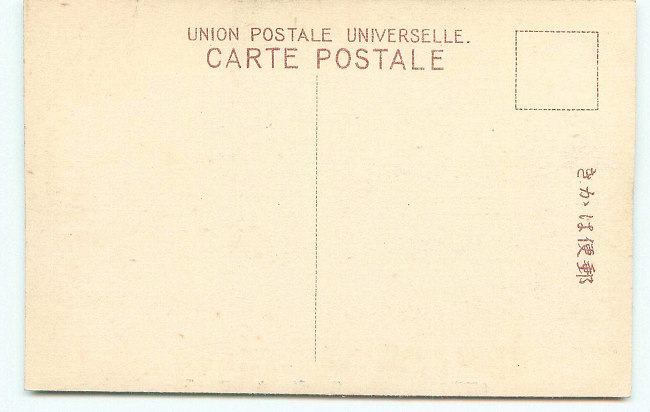 UNION POSTALE UNIVERSELLE.
CARTE POSTALE
郵便はかき